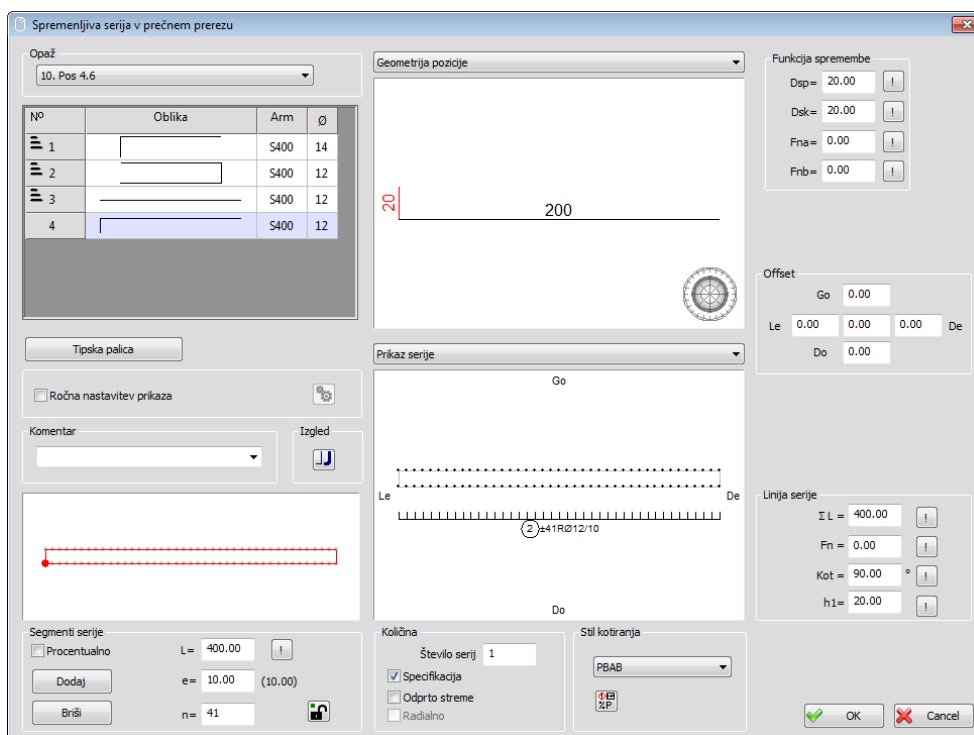 Spremenljiva serija v prečnem prerezu
Opaž
10. Pos 4.6
Nº Oblika Arm Ø
1 S400 14
2 S400 12
3 S400 12
4 S400 12
Tipska palica
Ročna nastavitev prikaza
Komentar
Izgled
Geometrija pozicije
20
200
Prikaz serije
Go
Le
De
2 ±41RØ12/10
Do
Funkcija spremembe
Dsp= 20.00 !
Dsk= 20.00 !
Fna= 0.00 !
Fnb= 0.00 !
Offset
Go 0.00
Le 0.00 0.00 0.00 De
Do 0.00
Linija serije
Σ L = 400.00 !
Fn = 0.00 !
Kot = 90.00 ° !
h1= 20.00 !
Segmenti serije
Procentualno
L= 400.00 !
Dodaj
e= 10.00 (10.00)
Briši
n= 41
Količina
Število serij 1
Specifikacija
Odprto streme
Radialno
Stil kotiranja
PBAB
%P
OK
Cancel